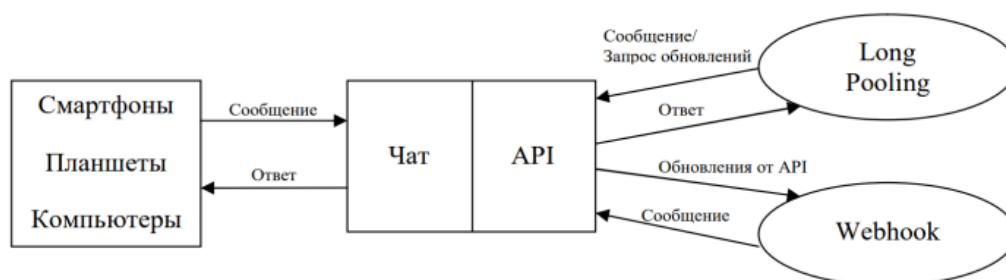 Смартфоны
Планшеты
Компьютеры
Сообщение
Ответ
Чат
API
Сообщение/
Запрос обновлений
Ответ
Обновления от API
Сообщение
Long
Pooling
Webhook